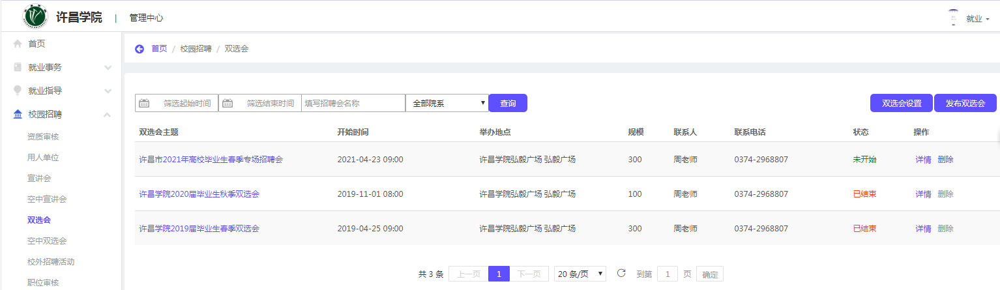 许昌学院 | 管理中心
就业
首页
就业事务
就业指导
校园招聘
资质审核
用人单位
宣讲会
空中宣讲会
双选会
空中双选会
校外招聘活动
职位审核
首页 / 校园招聘 / 双选会
筛选起始时间 筛选结束时间 填写招聘会名称 全部院系 查询 双选会设置 发布双选会
双选会主题 开始时间 举办地点 规模 联系人 联系电话 状态 操作
许昌市2021年高校毕业生春季专场招聘会 2021-04-23 09:00 许昌学院弘毅广场 弘毅广场 300 周老师 0374-2968807 未开始 详情 删除
许昌学院2020届毕业生秋季双选会 2019-11-01 08:00 许昌学院弘毅广场 弘毅广场 100 周老师 0374-2968807 已结束 详情 删除
许昌学院2019届毕业生春季双选会 2019-04-25 09:00 许昌学院弘毅广场 弘毅广场 300 周老师 0374-2968807 已结束 详情 删除
共 3 条 上一页 1 下一页 20 条/页 到第 1 页 确定